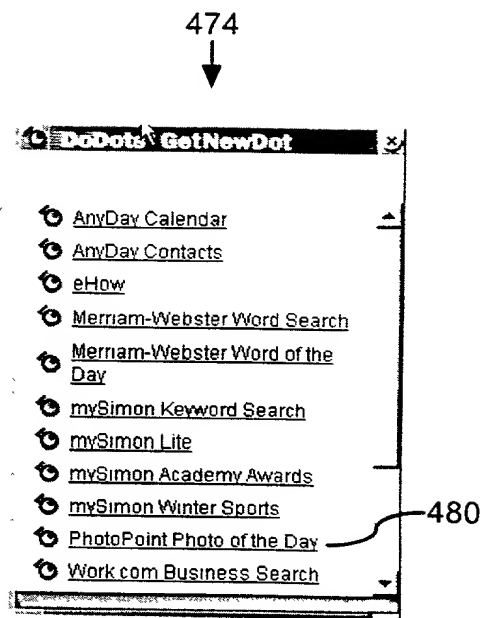 474
DoDots GetNewDot
AnyDay Calendar
AnyDay Contacts
eHow
Merriam-Webster Word Search
Merriam-Webster Word of the
Day
mySimon Keyword Search
mySimon Lite
mySimon Academy Awards
mySimon Winter Sports
PhotoPoint Photo of the Day
480
Work com Business Search